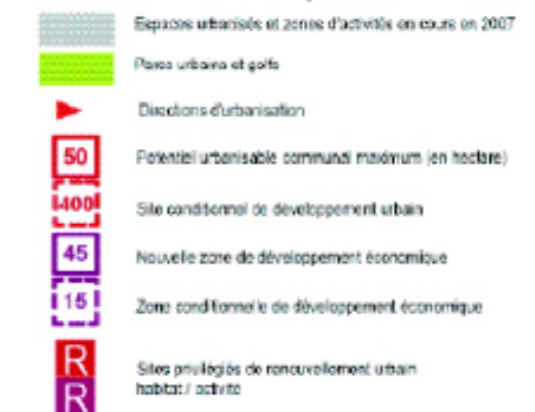 Espaces urbanisés et zones d'activités en cours en 2007
Parcs urbains et golfs
Directions d'urbanisation
50 Potentiel urbanisable communal maximum (en hectare)
400 Site conditionnel de développement urbain
45 Nouvelle zone de développement économique
15 Zone conditionnelle de développement économique
R Sites privilégiés de renouvellement urbain
R habitat / activité